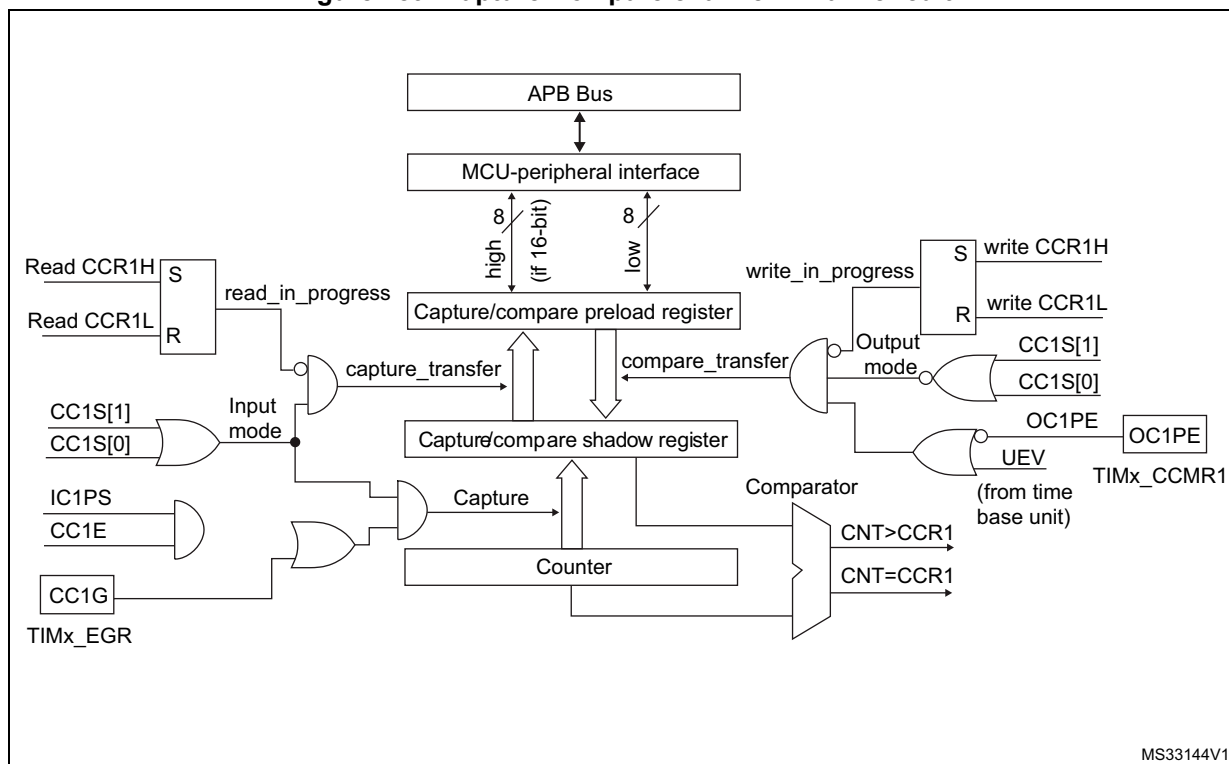 APB Bus
MCU-peripheral interface
8
high
(if 16-bit)
8
low
Read CCR1H
Read CCR1L
S
R
read_in_progress
write_in_progress
S
R
write CCR1H
write CCR1L
Capture/compare preload register
capture_transfer
compare_transfer
Output
mode
CC1S[1]
CC1S[0]
CC1S[1]
CC1S[0]
Input
mode
Capture/compare shadow register
OC1PE
OC1PE
UEV
(from time
base unit)
TIMx_CCMR1
IC1PS
CC1E
Capture
Comparator
Counter
CNT>CCR1
CNT=CCR1
CC1G
TIMx_EGR
MS33144V1